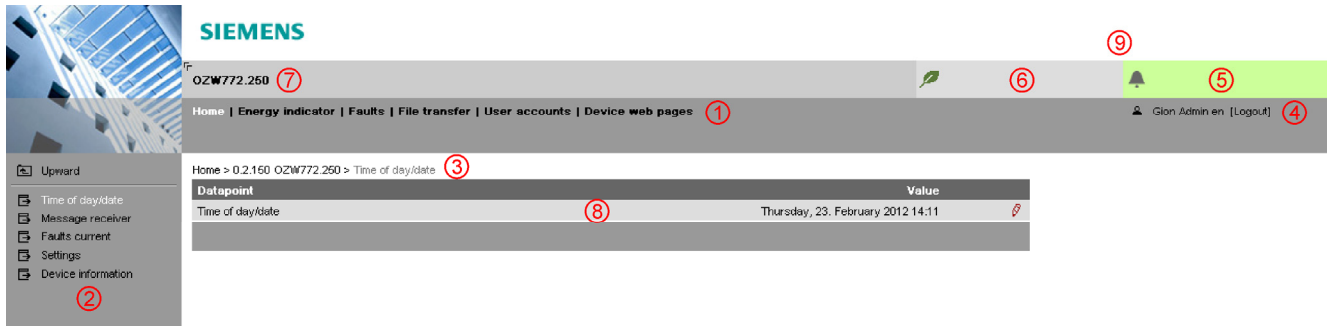 SIEMENS
⑨
OZW772.250 ⑦ ⑥ ⑤
Home | Energy indicator | Faults | File transfer | User accounts | Device web pages ① Gion Admin en [Logout] ④
Upward
Home > 0.2.150 OZW772.250 > Time of day/date ③
Datapoint Value
Time of day/date ⑧ Thursday, 23. February 2012 14:11
Time of day/date
Message receiver
Faults current
Settings
Device information
②